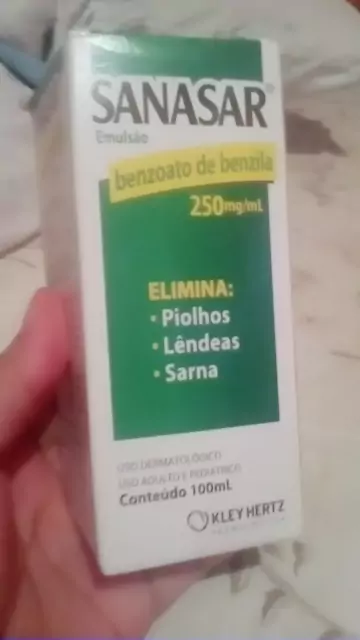 SANASAR®
Emulsão
benzoato de benzila
250mg/mL
ELIMINA:
• Piolhos
• Lêndeas
• Sarna
USO DERMATOLÓGICO
USO ADULTO E PEDIÁTRICO
Conteúdo 100mL
KLEY HERTZ